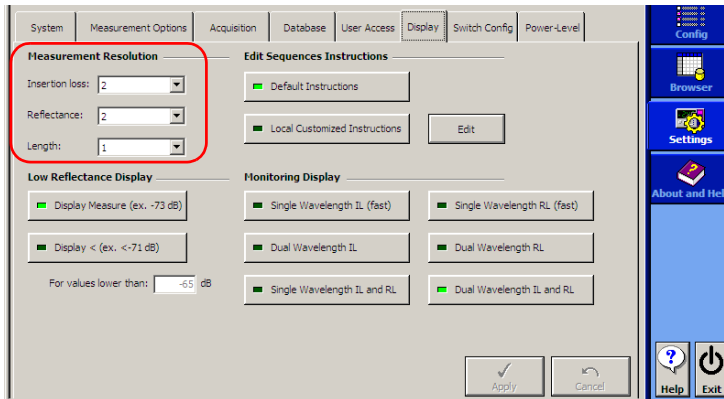 System Measurement Options Acquisition Database User Access Display Switch Config Power-Level
Config
Browser
Settings
About and Hel
Measurement Resolution
Insertion loss: 2
Reflectance: 2
Length: 1
Edit Sequences Instructions
Default Instructions
Local Customized Instructions Edit
Low Reflectance Display
Display Measure (ex. -73 dB)
Display < (ex. <-71 dB)
For values lower than: -65 dB
Monitoring Display
Single Wavelength IL (fast) Single Wavelength RL (fast)
Dual Wavelength IL Dual Wavelength RL
Single Wavelength IL and RL Dual Wavelength IL and RL
Apply Cancel
? 
Help Exit